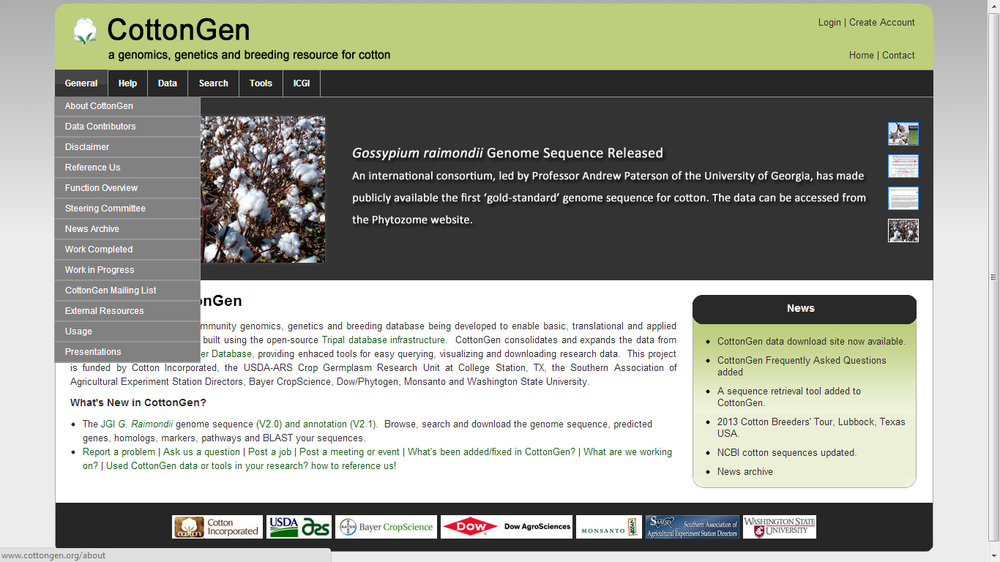 CottonGen
a genomics, genetics and breeding resource for cotton
Login | Create Account
Home | Contact
General Help Data Search Tools ICGI
About CottonGen
Data Contributors
Disclaimer
Reference Us
Function Overview
Steering Committee
News Archive
Work Completed
Work in Progress
CottonGen Mailing List
External Resources
Usage
Presentations
Gossypium raimondii Genome Sequence Released
An international consortium, led by Professor Andrew Paterson of the University of Georgia, has made
publicly available the first ‘gold-standard’ genome sequence for cotton. The data can be accessed from
the Phytozome website.
onGen
mmunity genomics, genetics and breeding database being developed to enable basic, translational and applied
built using the open-source Tripal database infrastructure. CottonGen consolidates and expands the data from
er Database, providing enhaced tools for easy querying, visualizing and downloading research data. This project
is funded by Cotton Incorporated, the USDA-ARS Crop Germplasm Research Unit at College Station, TX, the Southern Association of
Agricultural Experiment Station Directors, Bayer CropScience, Dow/Phytogen, Monsanto and Washington State University.
What's New in CottonGen?
• The JGI G. Raimondii genome sequence (V2.0) and annotation (V2.1). Browse, search and download the genome sequence, predicted
genes, homologs, markers, pathways and BLAST your sequences.
• Report a problem | Ask us a question | Post a job | Post a meeting or event | What's been added/fixed in CottonGen? | What are we working
on? | Used CottonGen data or tools in your research? how to reference us!
News
• CottonGen data download site now available.
• CottonGen Frequently Asked Questions
added
• A sequence retrieval tool added to
CottonGen.
• 2013 Cotton Breeders' Tour, Lubbock, Texas
USA.
• NCBI cotton sequences updated.
• News archive
Cotton
Incorporated
USDA ars
BAYER Bayer CropScience
DOW Dow AgroSciences
MONSANTO
SAAESD Southern Association of
Agricultural Experiment Station Directors
WASHINGTON STATE
UNIVERSITY
www.cottongen.org/about